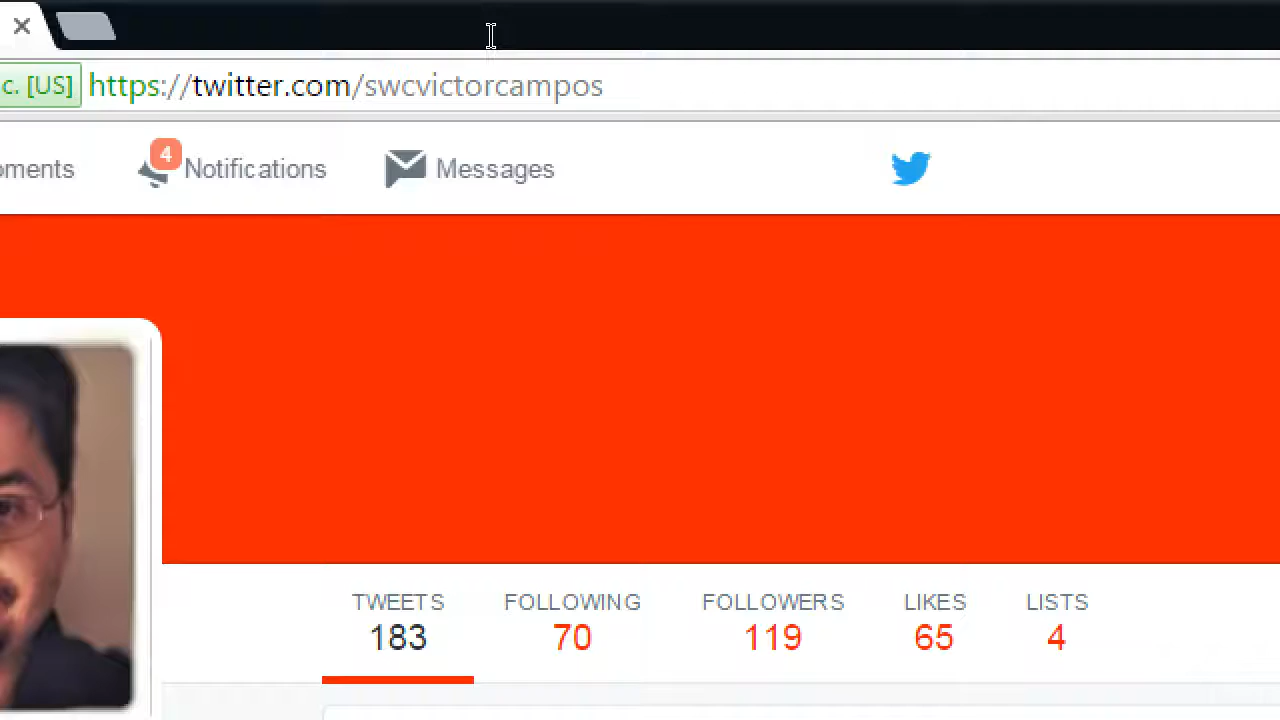 c. [US] https://twitter.com/swcvictorcampos
oments 4 Notifications Messages
TWEETS FOLLOWING FOLLOWERS LIKES LISTS
183 70 119 65 4